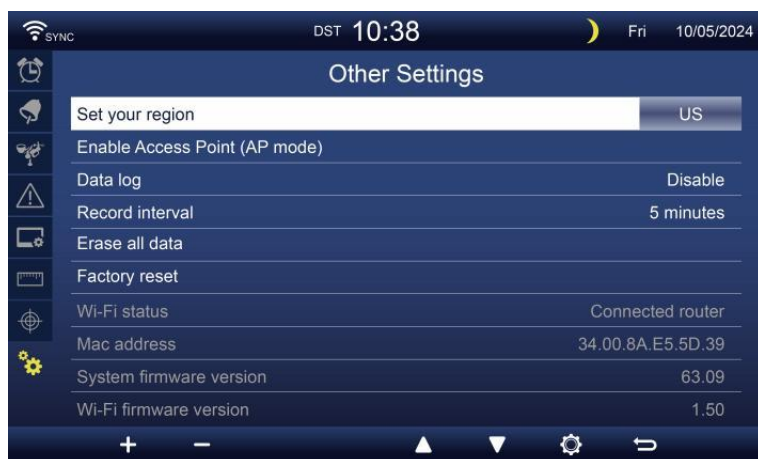 SYNC DST 10:38 Fri 10/05/2024
Other Settings
Set your region US
Enable Access Point (AP mode)
Data log Disable
Record interval 5 minutes
Erase all data
Factory reset
Wi-Fi status Connected router
Mac address 34.00.8A.E5.5D.39
System firmware version 63.09
Wi-Fi firmware version 1.50